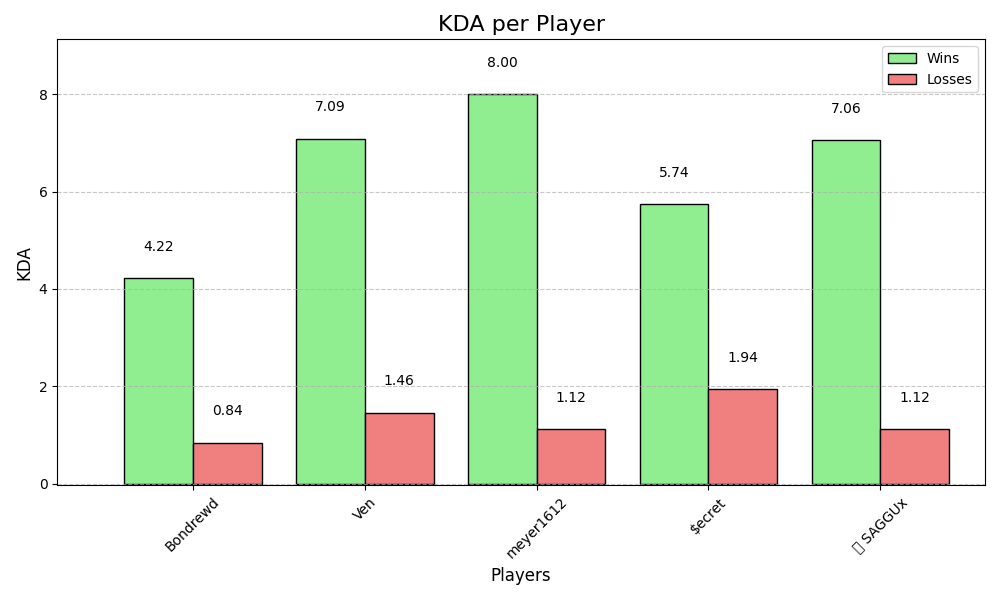 KDA per Player
Wins
Losses
8.00
7.09
7.06
5.74
4.22
1.94
1.46
1.12
1.12
0.84
KDA
8
6
4
2
0
Bondrewd
Ven
meyer1612
$ecret
SAGGUx
Players